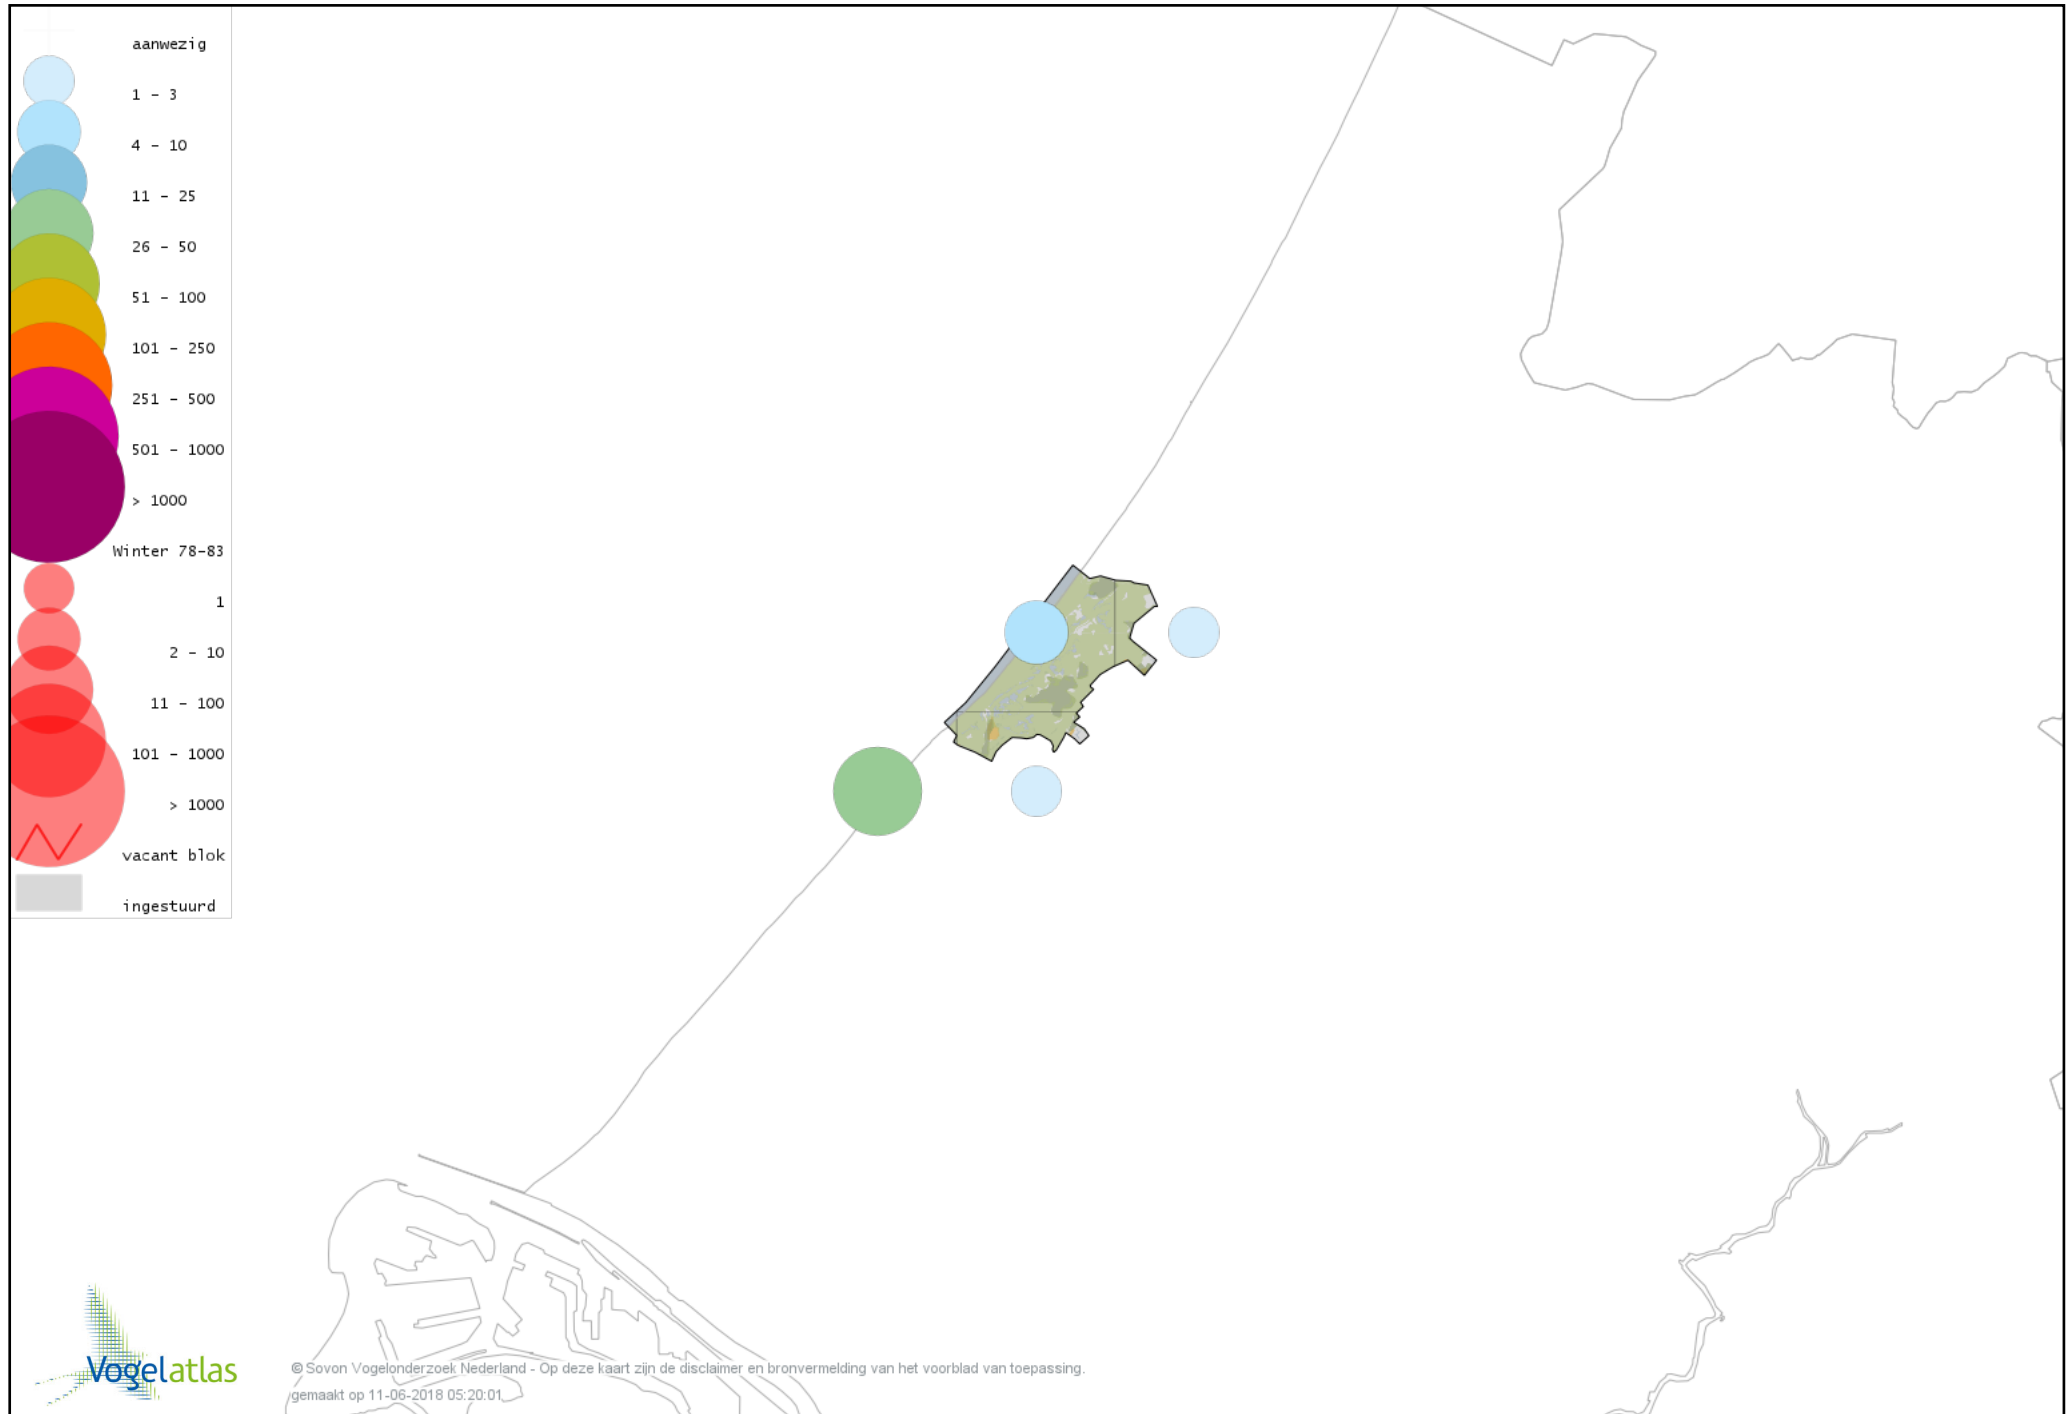 aanwezig
1 - 3
4 - 10
11 - 25
26 - 50
51 - 100
101 - 250
251 - 500
501 - 1000
> 1000
Winter 78-83
1
2 - 10
11 - 100
101 - 1000
> 1000
vacant blok
ingestuurd
Vogelatlas
© Sovon Vogelonderzoek Nederland - Op deze kaart zijn de disclaimer en bronvermelding van het voorblad van toepassing.
gemaakt op 11-06-2018 05:20:01